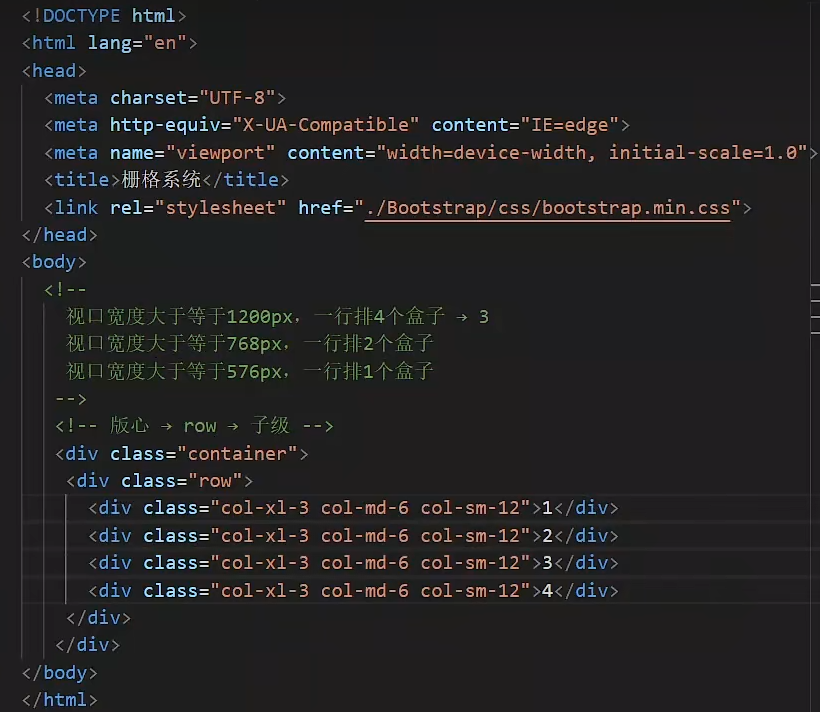 <!DOCTYPE html>
<html lang="en">
<head>
<meta charset="UTF-8">
<meta http-equiv="X-UA-Compatible" content="IE=edge">
<meta name="viewport" content="width=device-width, initial-scale=1.0">
<title>栅格系统</title>
<link rel="stylesheet" href="./Bootstrap/css/bootstrap.min.css">
</head>
<body>
<!--
视口宽度大于等于1200px，一行排4个盒子 → 3
视口宽度大于等于768px，一行排2个盒子
视口宽度大于等于576px，一行排1个盒子
-->
<!-- 版心 → row → 子级 -->
<div class="container">
<div class="row">
<div class="col-xl-3 col-md-6 col-sm-12">1</div>
<div class="col-xl-3 col-md-6 col-sm-12">2</div>
<div class="col-xl-3 col-md-6 col-sm-12">3</div>
<div class="col-xl-3 col-md-6 col-sm-12">4</div>
</div>
</div>
</body>
</html>